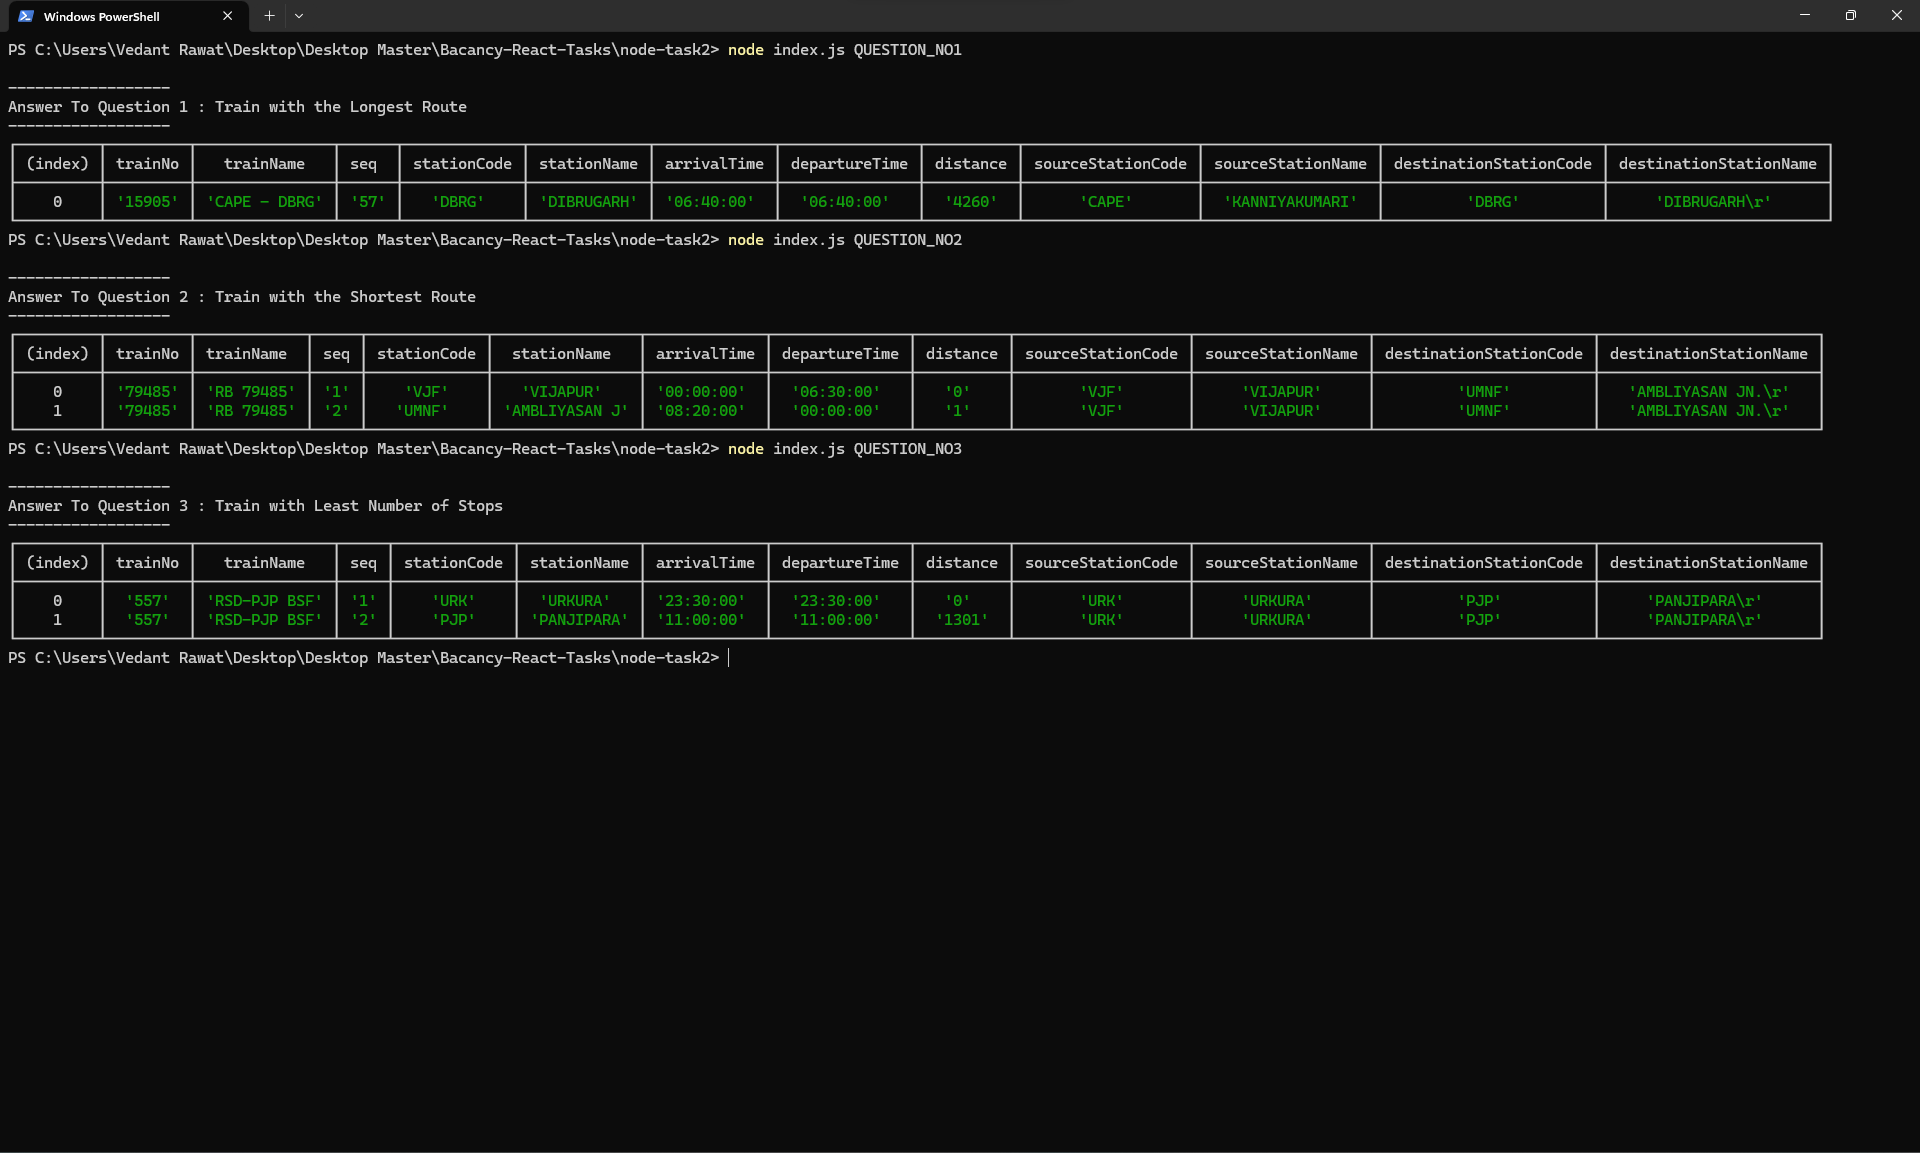 Windows PowerShell
PS C:\Users\Vedant Rawat\Desktop\Desktop Master\Bacancy-React-Tasks\node-task2> node index.js QUESTION_NO1
------------------
Answer To Question 1 : Train with the Longest Route
------------------
(index) trainNo trainName seq stationCode stationName arrivalTime departureTime distance sourceStationCode sourceStationName destinationStationCode destinationStationName
0 '15905' 'CAPE - DBRG' '57' 'DBRG' 'DIBRUGARH' '06:40:00' '06:40:00' '4260' 'CAPE' 'KANNIYAKUMARI' 'DBRG' 'DIBRUGARH\r'
PS C:\Users\Vedant Rawat\Desktop\Desktop Master\Bacancy-React-Tasks\node-task2> node index.js QUESTION_NO2
------------------
Answer To Question 2 : Train with the Shortest Route
------------------
(index) trainNo trainName seq stationCode stationName arrivalTime departureTime distance sourceStationCode sourceStationName destinationStationCode destinationStationName
0 '79485' 'RB 79485' '1' 'VJF' 'VIJAPUR' '00:00:00' '06:30:00' '0' 'VJF' 'VIJAPUR' 'UMNF' 'AMBLIYASAN JN.\r'
1 '79485' 'RB 79485' '2' 'UMNF' 'AMBLIYASAN J' '08:20:00' '00:00:00' '1' 'VJF' 'VIJAPUR' 'UMNF' 'AMBLIYASAN JN.\r'
PS C:\Users\Vedant Rawat\Desktop\Desktop Master\Bacancy-React-Tasks\node-task2> node index.js QUESTION_NO3
------------------
Answer To Question 3 : Train with Least Number of Stops
------------------
(index) trainNo trainName seq stationCode stationName arrivalTime departureTime distance sourceStationCode sourceStationName destinationStationCode destinationStationName
0 '557' 'RSD-PJP BSF' '1' 'URK' 'URKURA' '23:30:00' '23:30:00' '0' 'URK' 'URKURA' 'PJP' 'PANJIPARA\r'
1 '557' 'RSD-PJP BSF' '2' 'PJP' 'PANJIPARA' '11:00:00' '11:00:00' '1301' 'URK' 'URKURA' 'PJP' 'PANJIPARA\r'
PS C:\Users\Vedant Rawat\Desktop\Desktop Master\Bacancy-React-Tasks\node-task2>